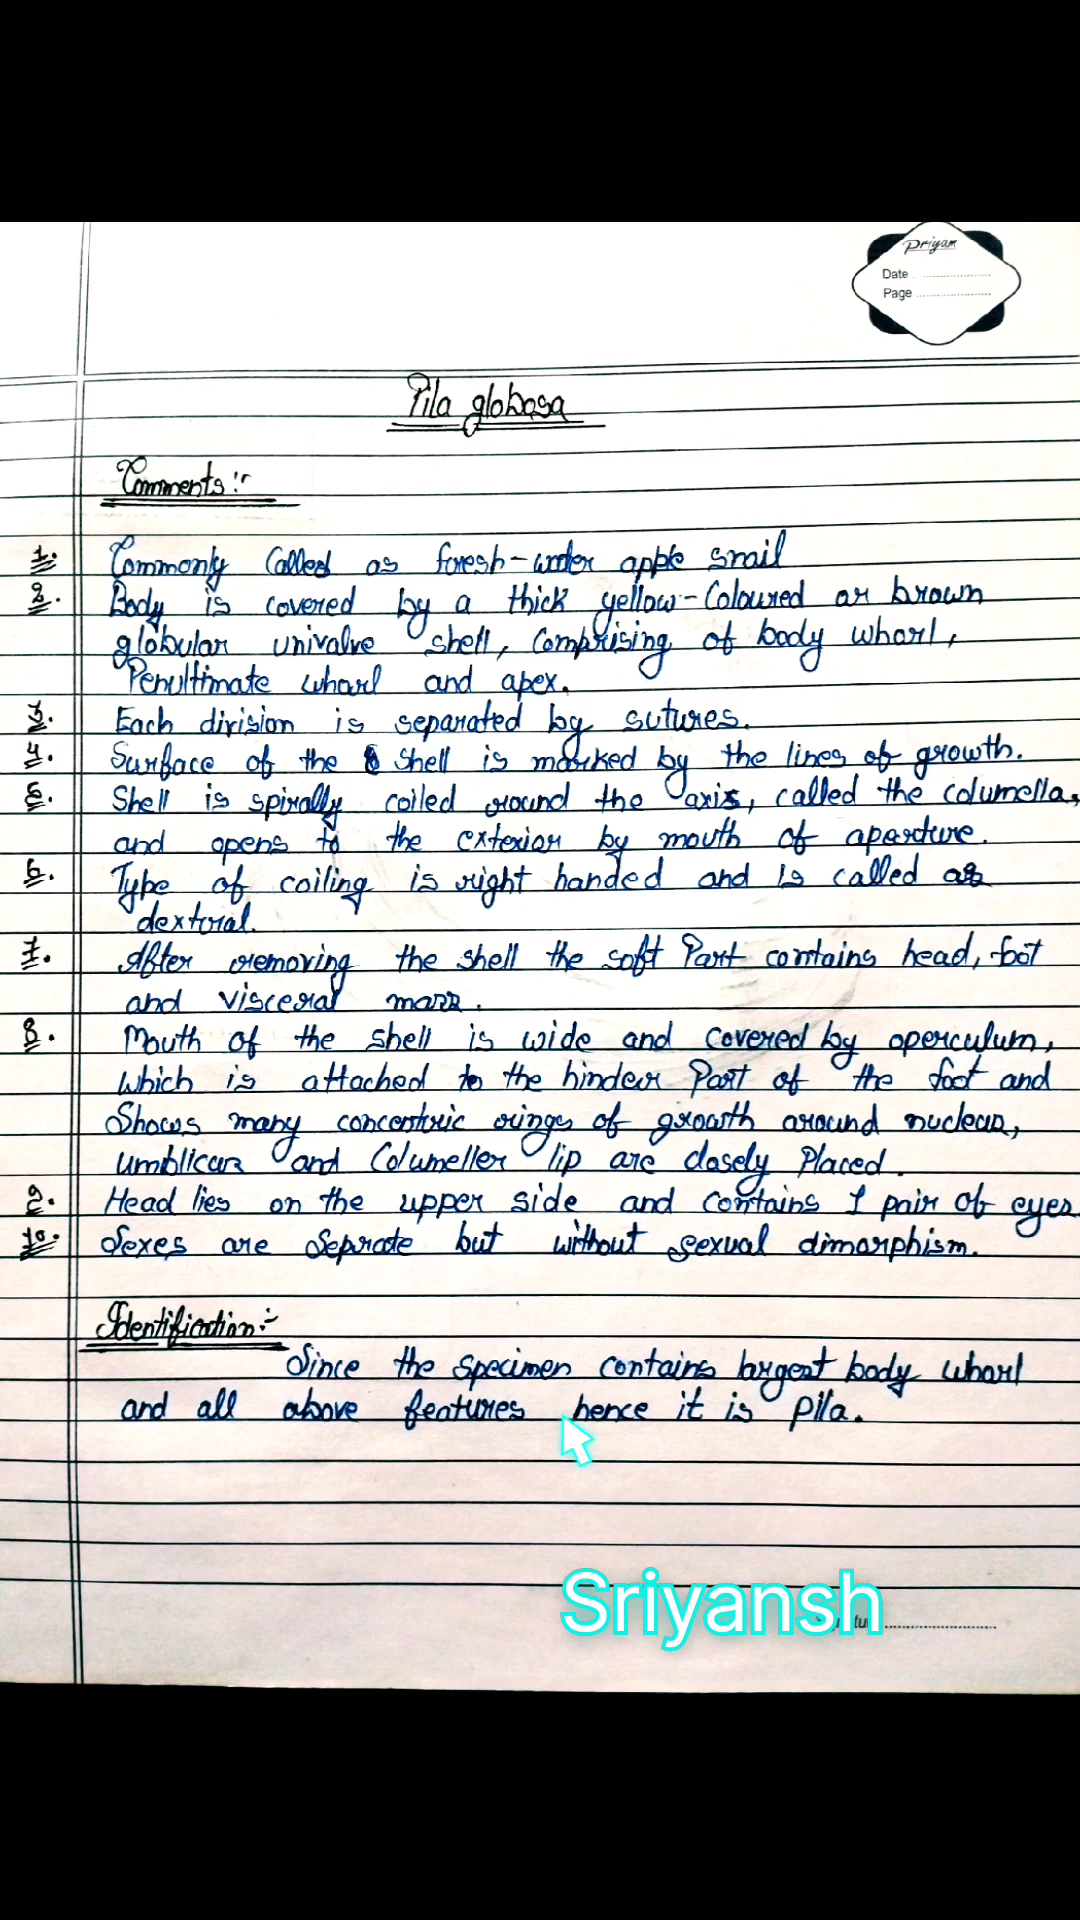 Priyam
Date
Page
Pila globosa
Comments :-
1. Commonly Called as fresh-water apple snail
2. Body is covered by a thick yellow-Coloured or brown
globular univalve shell, Comprising of body whorl,
Penultimate whorl and apex.
3. Each division is separated by sutures.
4. Surface of the shell is marked by the lines of growth.
5. Shell is spirally coiled round the axis, called the columella,
and opens to the exterior by mouth of aperture.
6. Type of coiling is right handed and is called as
dextoral.
7. After removing the shell the soft Part contains head, foot
and visceral mass.
8. Mouth of the shell is wide and covered by operculum,
which is attached to the hinder Part of the foot and
Shows many concentric rings of growth around nucleus,
umblicus and Columeller lip are closely Placed.
9. Head lies on the upper side and contains 1 pair of eyes.
10. Sexes are Seprate but without sexual dimorphism.
Identification :-
Since the specimen contains largest body whorl
and all above features hence it is Pila.
Sriyansh